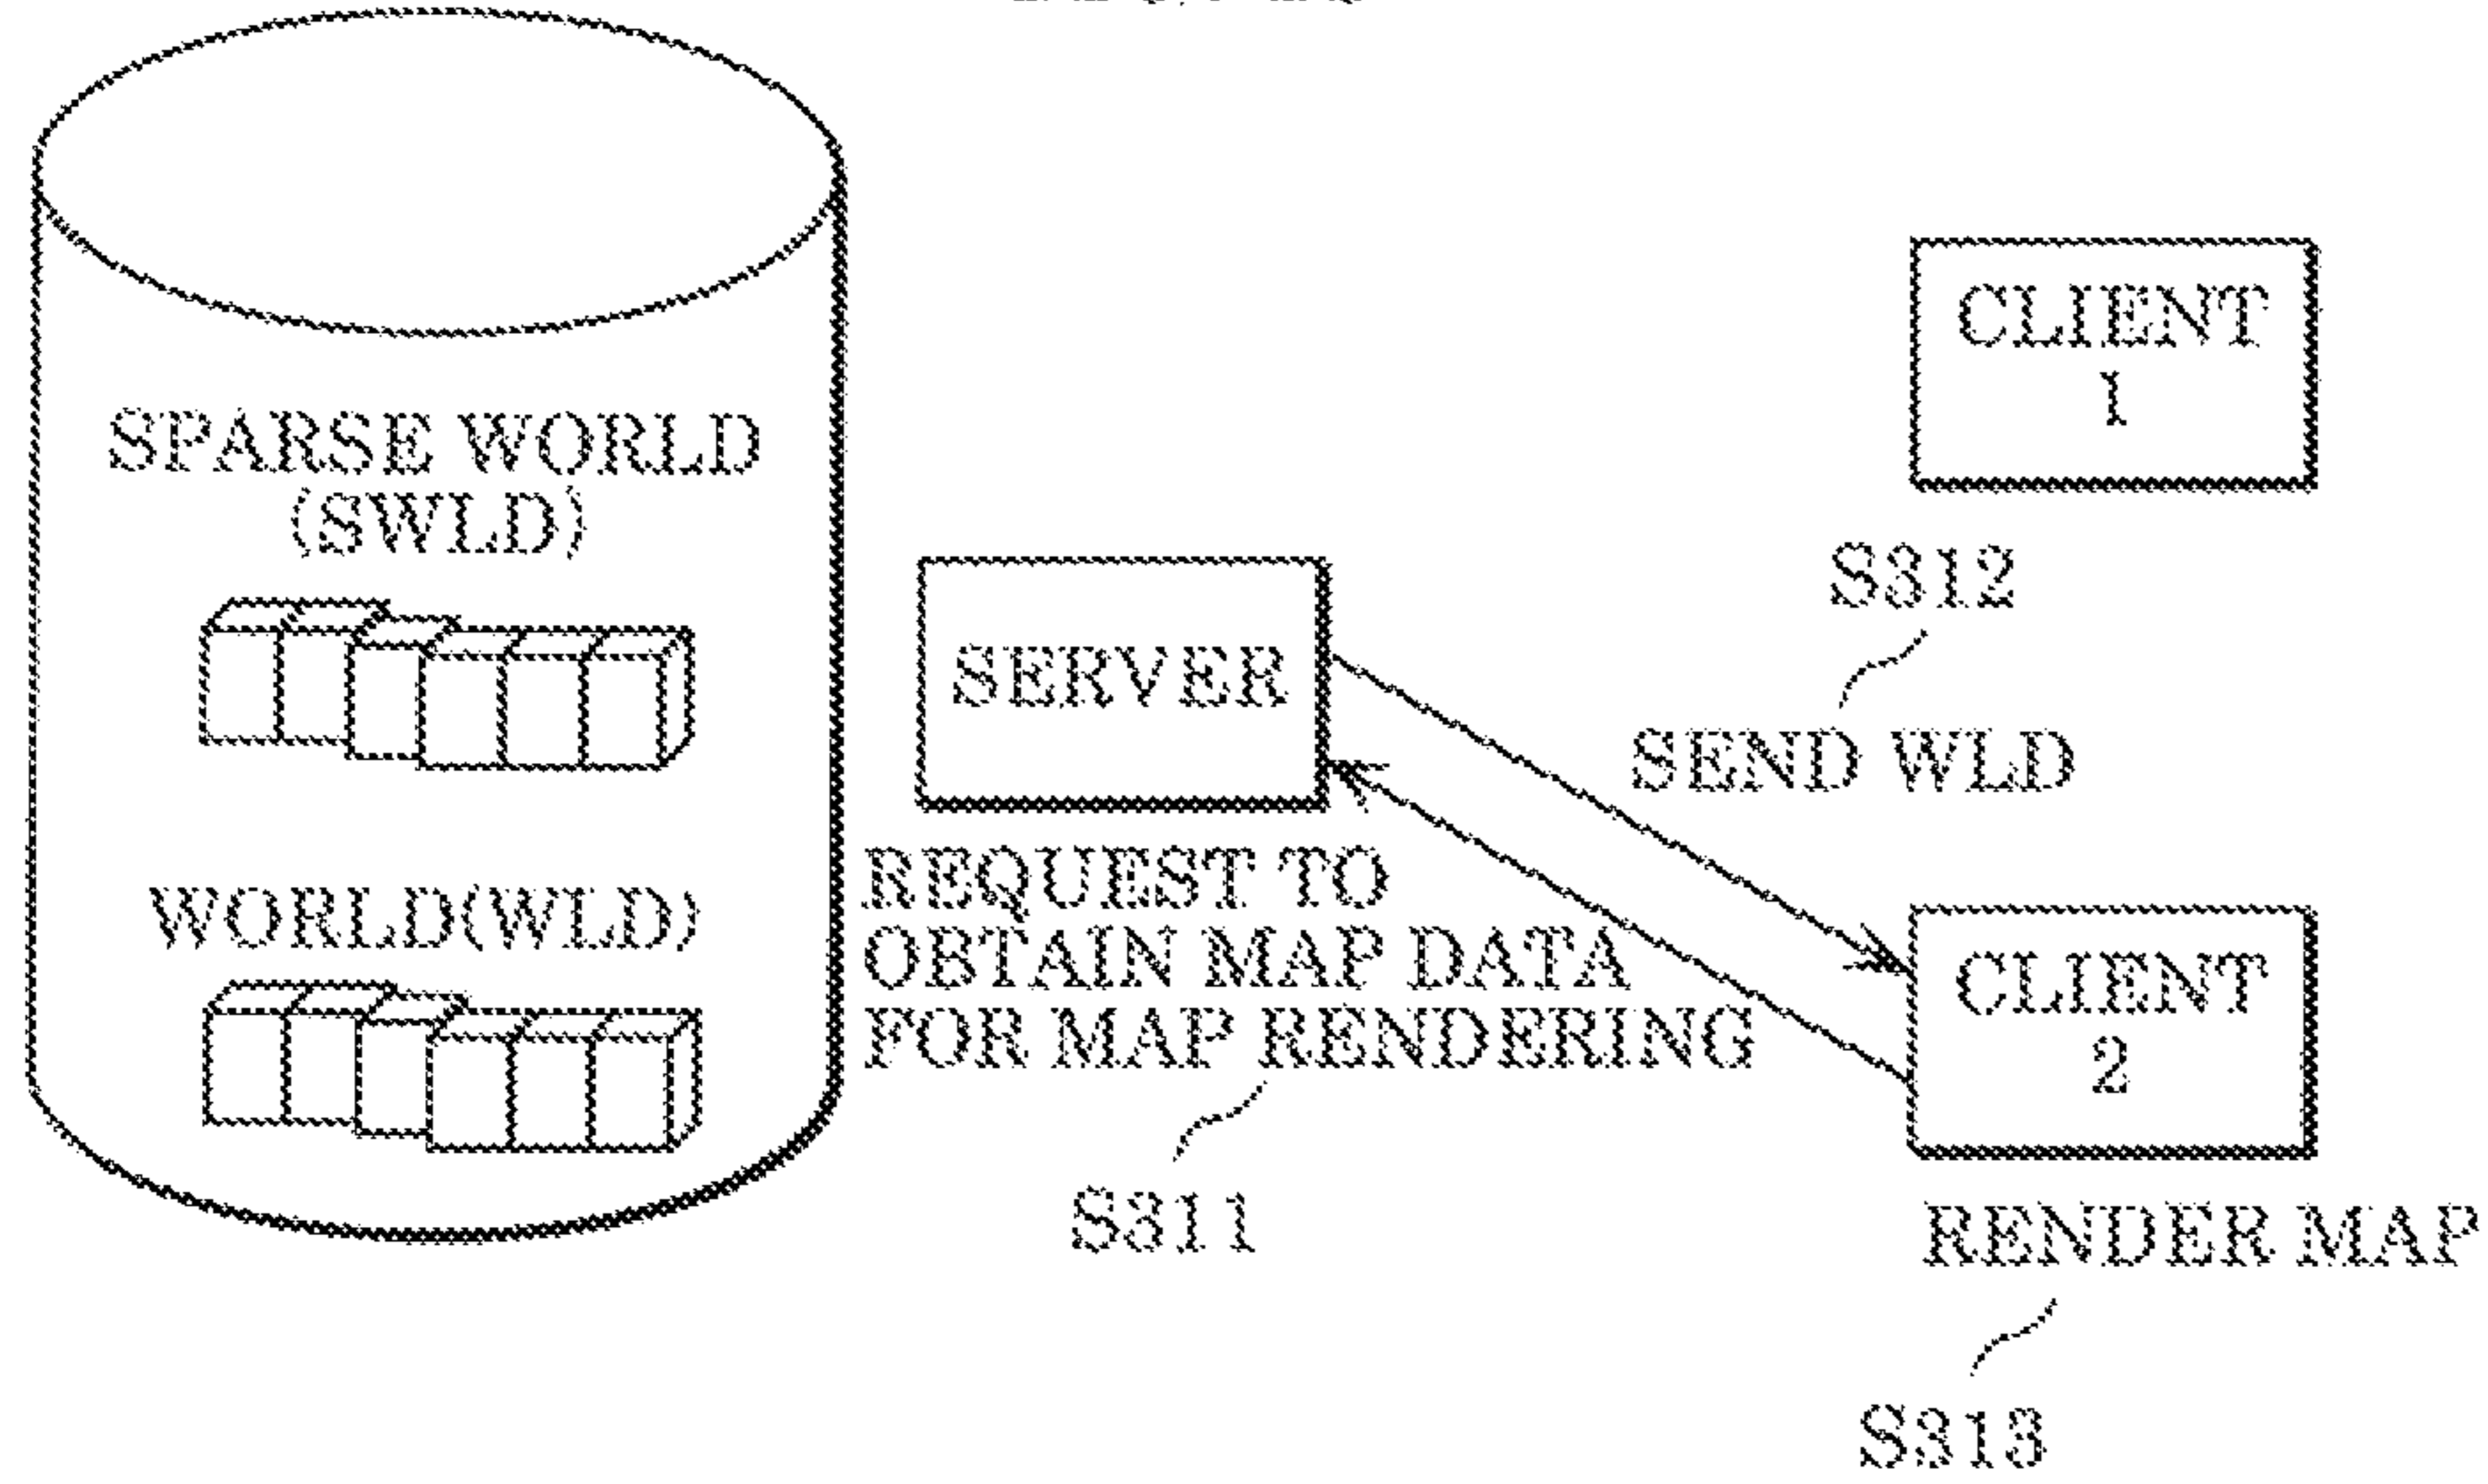 SPARSE WORLD
(SWLD)
WORLD(WLD)
SERVER
REQUEST TO
OBTAIN MAP DATA
FOR MAP RENDERING
S311
CLIENT
1
S312
SEND WLD
CLIENT
2
RENDER MAP
S313